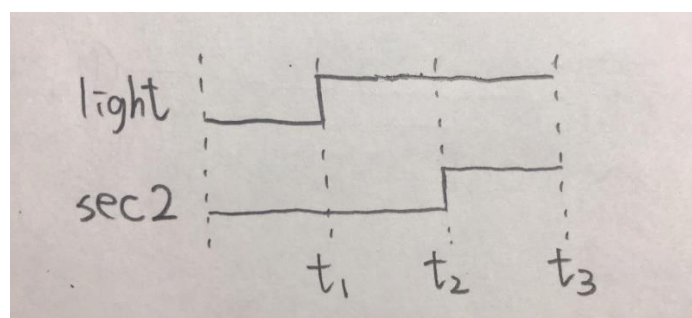 light
sec2
t₁ t₂ t₃